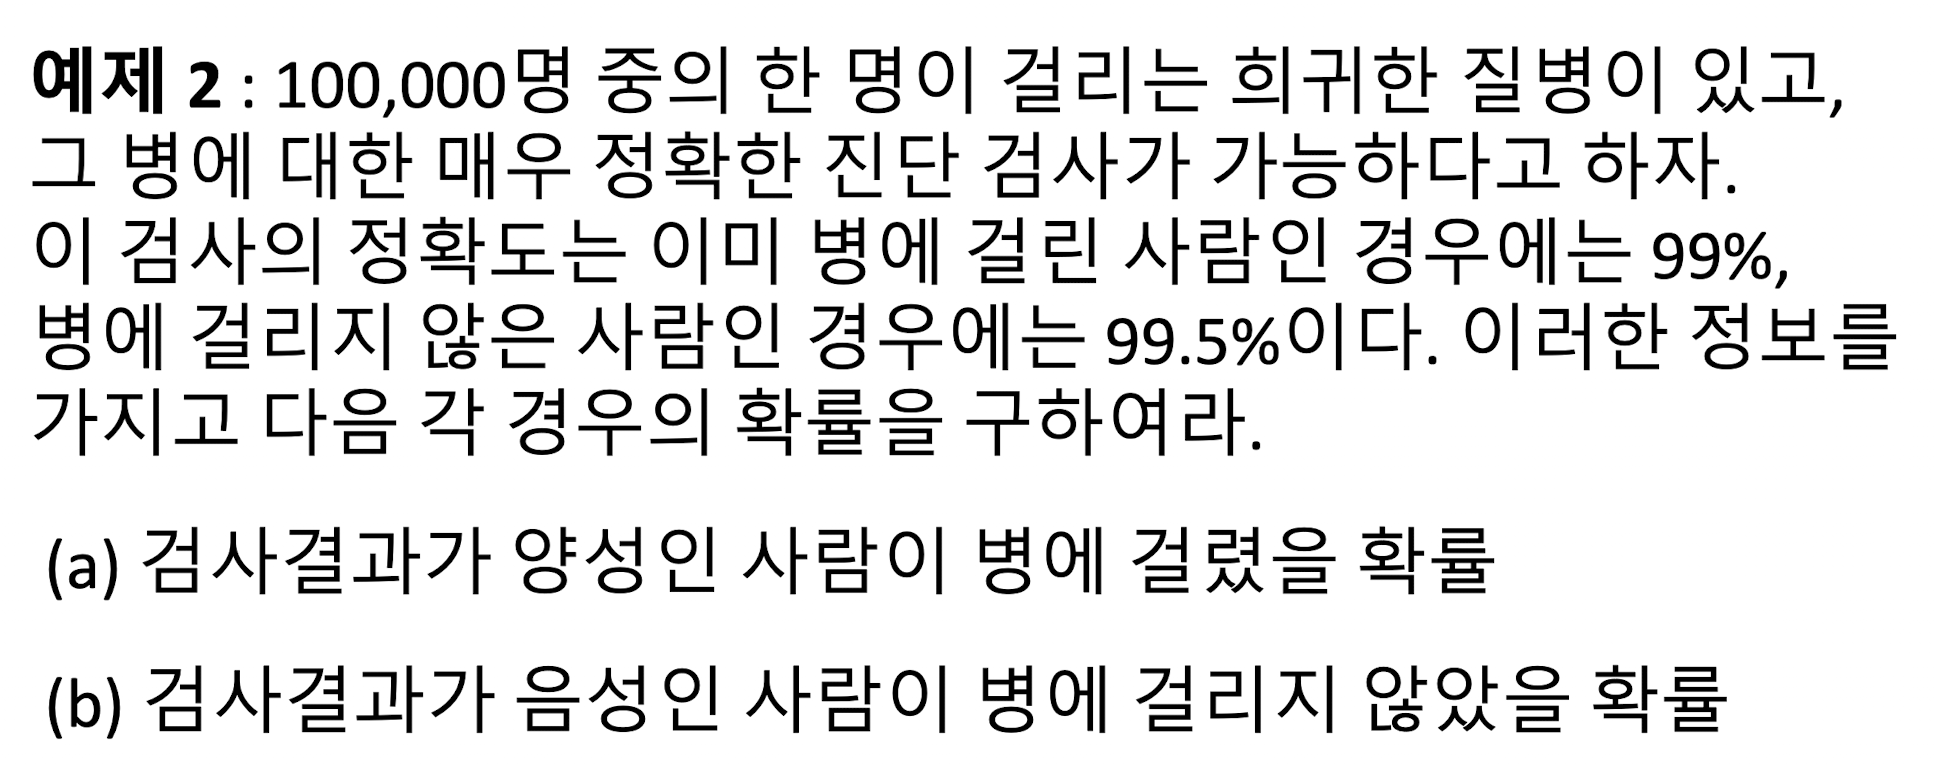 예제 2 : 100,000명 중의 한 명이 걸리는 희귀한 질병이 있고,
그 병에 대한 매우 정확한 진단 검사가 가능하다고 하자.
이 검사의 정확도는 이미 병에 걸린 사람인 경우에는 99%,
병에 걸리지 않은 사람인 경우에는 99.5%이다. 이러한 정보를
가지고 다음 각 경우의 확률을 구하여라.
(a) 검사결과가 양성인 사람이 병에 걸렸을 확률
(b) 검사결과가 음성인 사람이 병에 걸리지 않았을 확률